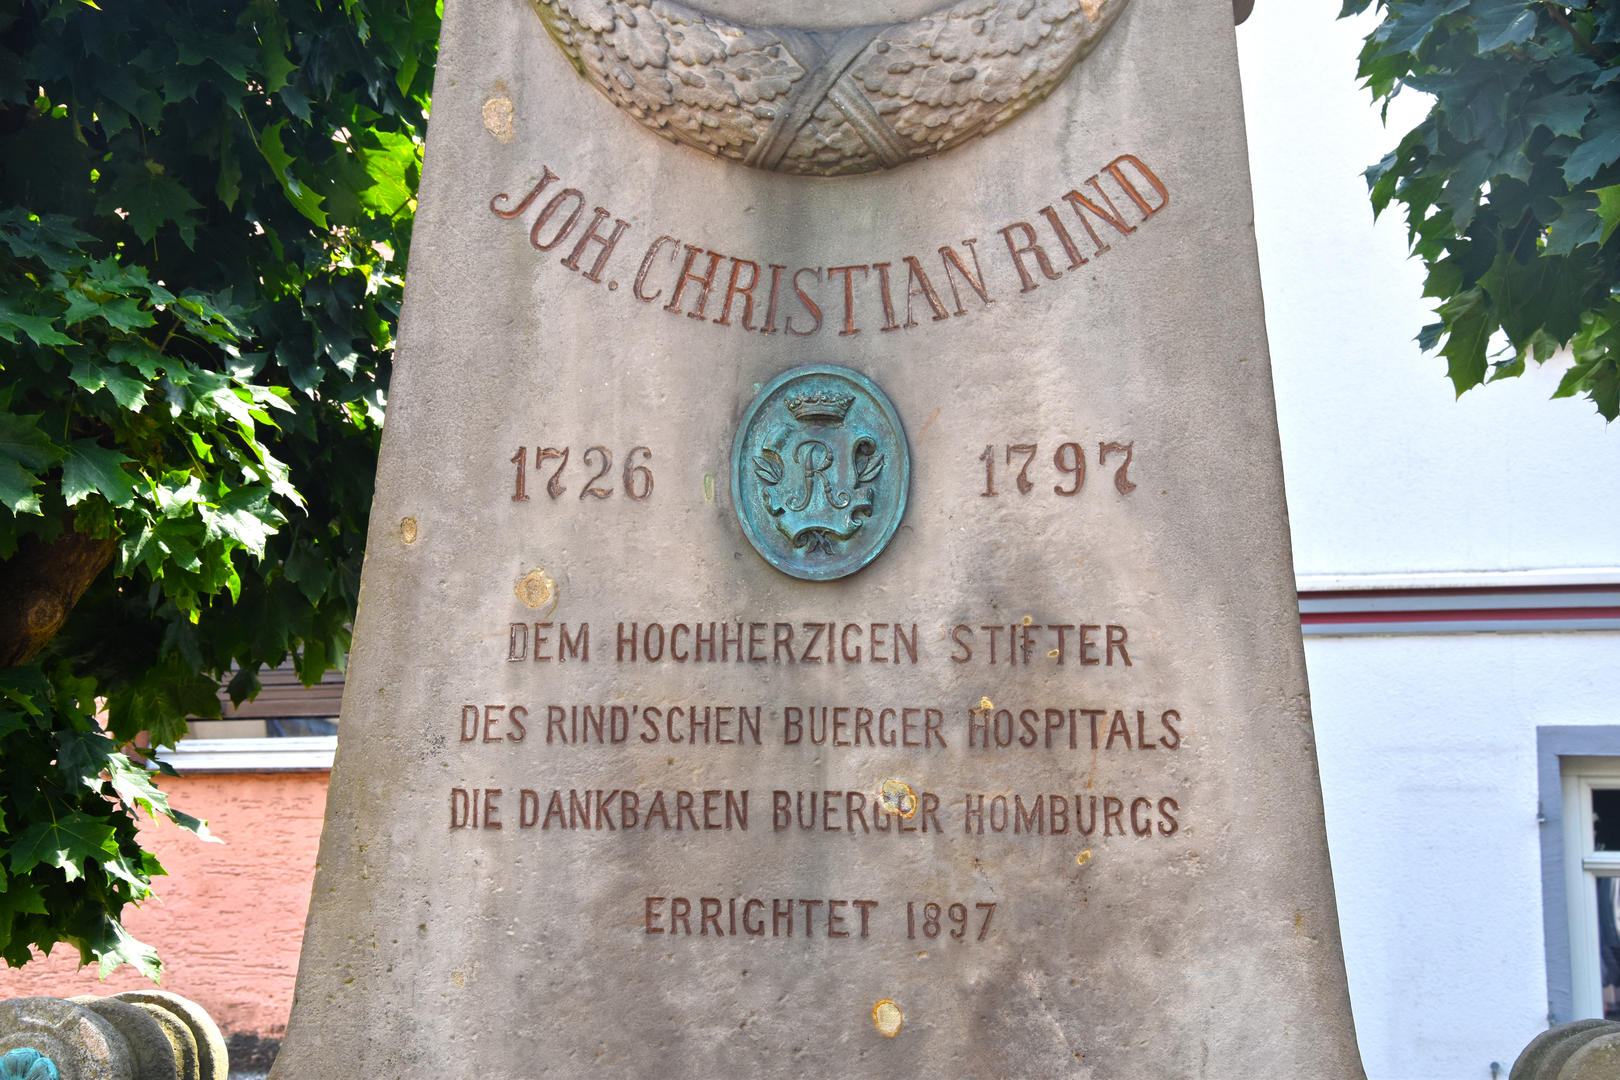 JOH. CHRISTIAN RIND
1726 R 1797
DEM HOCHHERZIGEN STIFTER
DES RIND'SCHEN BUERGER HOSPITALS
DIE DANKBAREN BUERGER HOMBURGS
ERRICHTET 1897